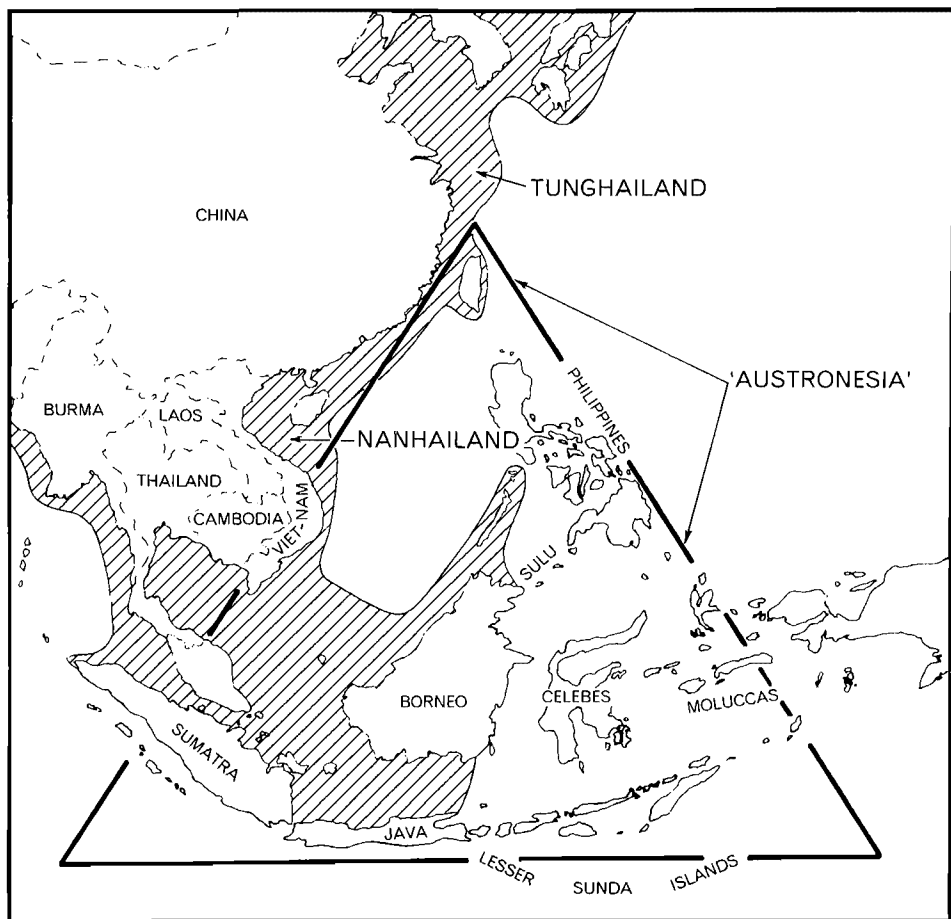 TUNGHAILAND
CHINA
'AUSTRONESIA'
PHILIPPINES
BURMA
LAOS
NANHAILAND
THAILAND
CAMBODIA
VIET-NAM
SULU
BORNEO
CELEBES
MOLUCCAS
SUMATRA
JAVA
LESSER SUNDA ISLANDS